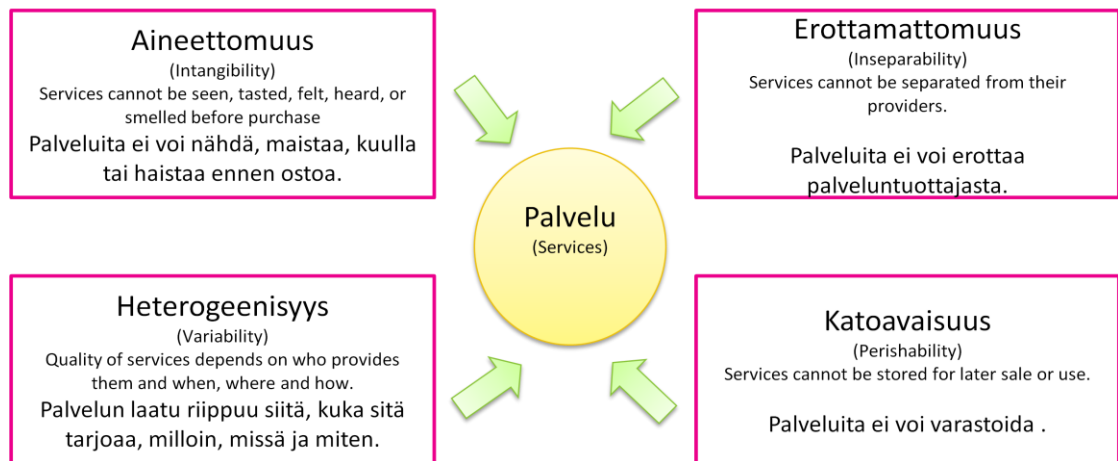 Aineettomuus
(Intangibility)
Services cannot be seen, tasted, felt, heard, or
smelled before purchase
Palveluita ei voi nähdä, maistaa, kuulla
tai haistaa ennen ostoa.
Erottamattomuus
(Inseparability)
Services cannot be separated from their
providers.
Palveluita ei voi erottaa
palveluntuottajasta.
Palvelu
(Services)
Heterogeenisyys
(Variability)
Quality of services depends on who provides
them and when, where and how.
Palvelun laatu riippuu siitä, kuka sitä
tarjoaa, milloin, missä ja miten.
Katoavaisuus
(Perishability)
Services cannot be stored for later sale or use.
Palveluita ei voi varastoida .